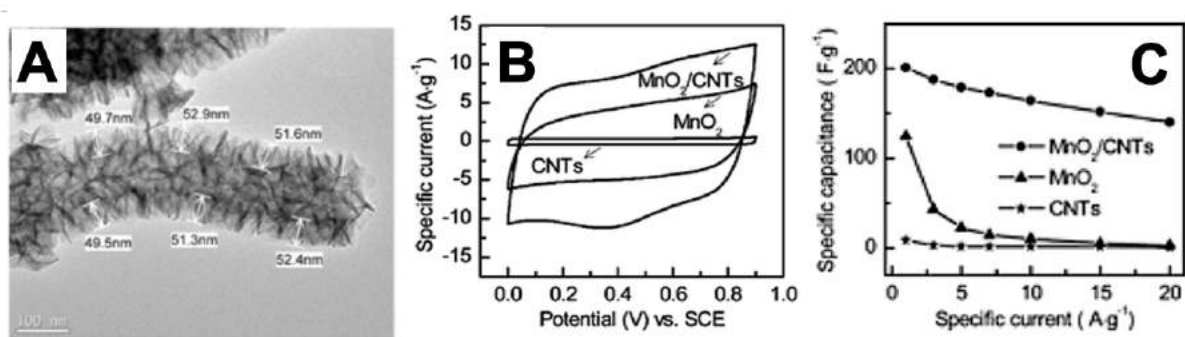 A
49.7nm
52.9nm
51.6nm
49.5nm
51.3nm
52.4nm
100 nm
B
Specific current (A·g⁻¹)
15
10
5
0
-5
-10
-15
MnO₂/CNTs
MnO₂
CNTs
0.0 0.2 0.4 0.6 0.8 1.0
Potential (V) vs. SCE
C
Specific capacitance ( F·g⁻¹)
200
100
0
MnO₂/CNTs
MnO₂
CNTs
0 5 10 15 20
Specific current ( A·g⁻¹)